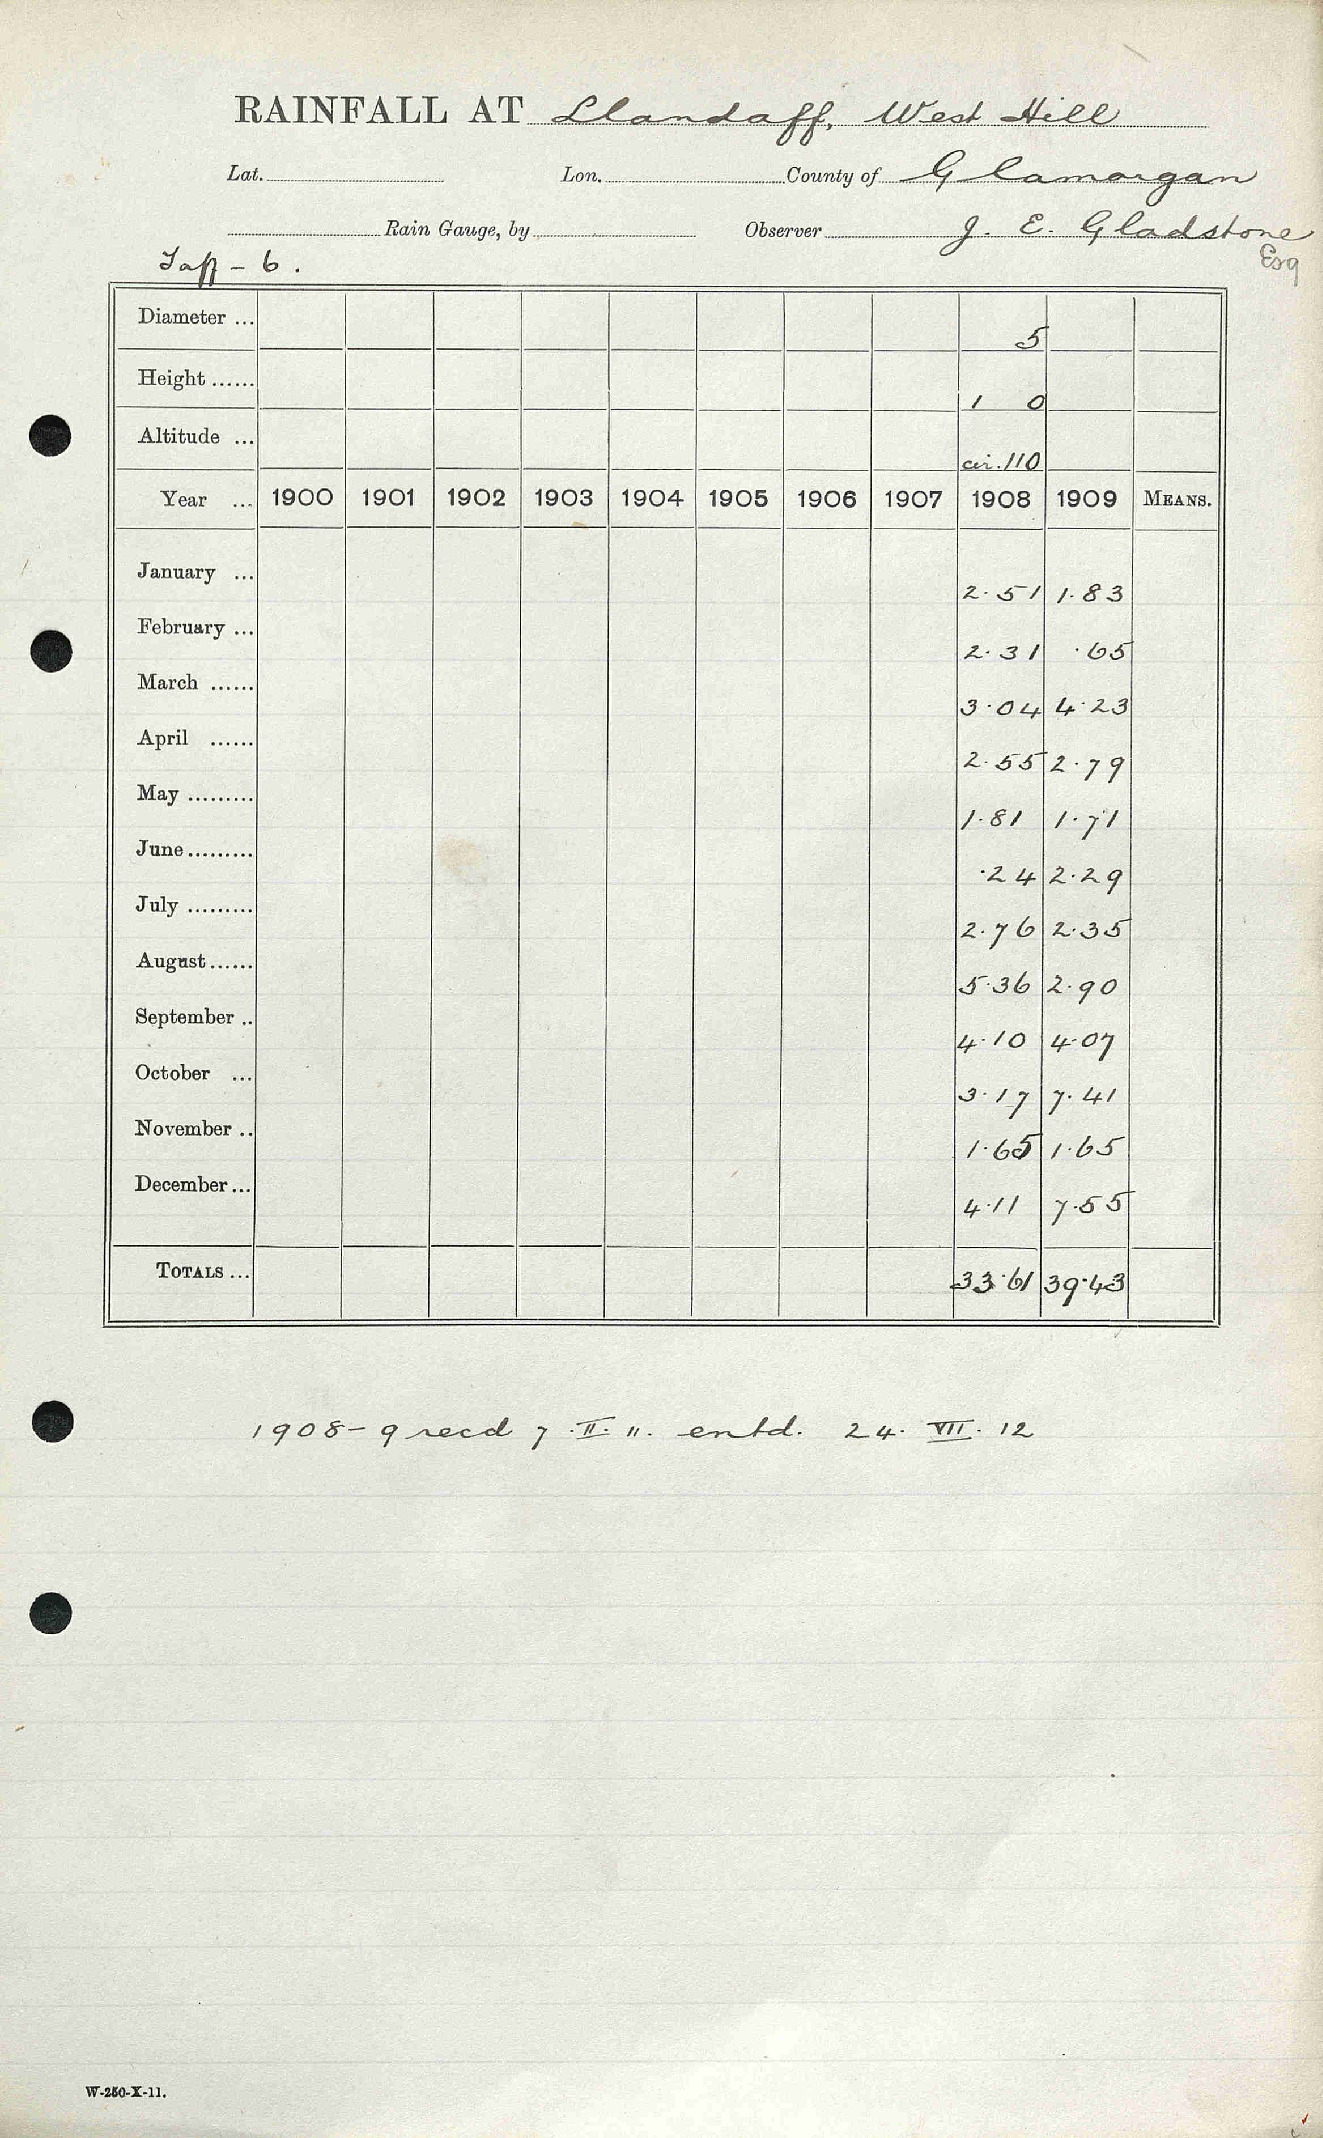 RAINFALL AT Llandaff, West Hill
Lat. Lon. County of Glamorgan
Rain Gauge, by Observer J. E. Gladstone Esq
Taff - 6.
Diameter ... 5
Height ...... 1 0
Altitude ... cir. 110
Year ... 1900 1901 1902 1903 1904 1905 1906 1907 1908 1909 MEANS.
January ... 2.51 1.83
February ... 2.31 .65
March ...... 3.04 4.23
April ...... 2.55 2.79
May ......... 1.81 1.71
June ......... .24 2.29
July ......... 2.76 2.35
August ...... 5.36 2.90
September .. 4.10 4.07
October ... 3.17 7.41
November .. 1.65 1.65
December ... 4.11 7.55
TOTALS ... 33.61 39.43
1908-9 recd 7.II.11. entd. 24.VII.12
W-250-X-11.